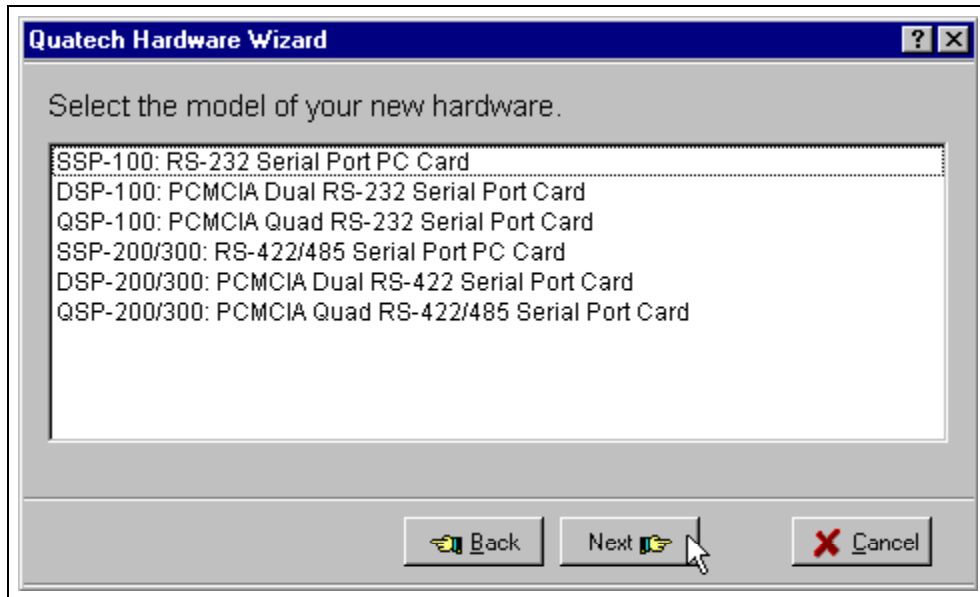 Quatech Hardware Wizard
Select the model of your new hardware.
SSP-100: RS-232 Serial Port PC Card
DSP-100: PCMCIA Dual RS-232 Serial Port Card
QSP-100: PCMCIA Quad RS-232 Serial Port Card
SSP-200/300: RS-422/485 Serial Port PC Card
DSP-200/300: PCMCIA Dual RS-422 Serial Port Card
QSP-200/300: PCMCIA Quad RS-422/485 Serial Port Card
Back Next Cancel